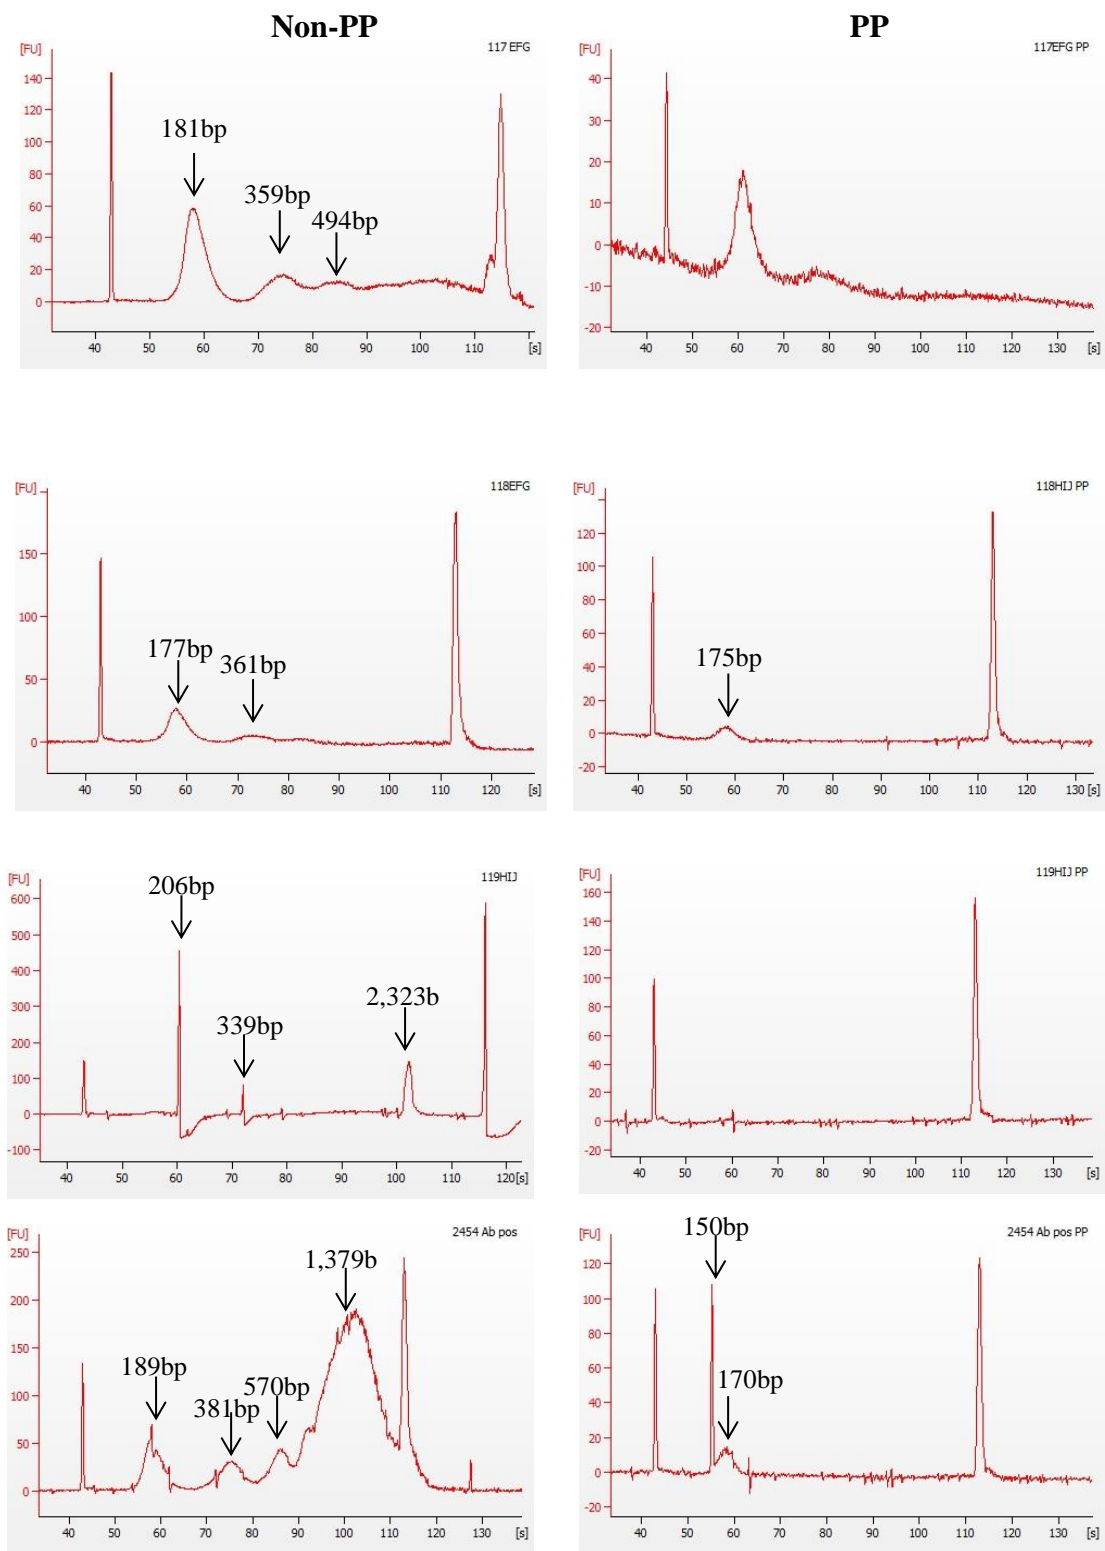 Non-PP
PP
[FU]
117 EFG
140
120
100
80
60
40
20
0
181bp
359bp
494bp
40 50 60 70 80 90 100 110 [s]
[FU]
117EFG PP
40
30
20
10
0
-10
-20
40 50 60 70 80 90 100 110 120 130 [s]
[FU]
118EFG
150
100
50
0
177bp
361bp
40 50 60 70 80 90 100 110 120 [s]
[FU]
118HIJ PP
120
100
80
60
40
20
0
-20
175bp
40 50 60 70 80 90 100 110 120 130 [s]
[FU]
119HIJ
600
500
400
300
200
100
0
-100
206bp
339bp
2,323b
40 50 60 70 80 90 100 110 120 [s]
[FU]
119HIJ PP
160
140
120
100
80
60
40
20
0
-20
40 50 60 70 80 90 100 110 120 130 [s]
[FU]
2454 Ab pos
250
200
150
100
50
0
189bp
381bp
570bp
1,379b
40 50 60 70 80 90 100 110 120 130 [s]
[FU]
2454 Ab pos PP
120
100
80
60
40
20
0
-20
150bp
170bp
40 50 60 70 80 90 100 110 120 130 [s]